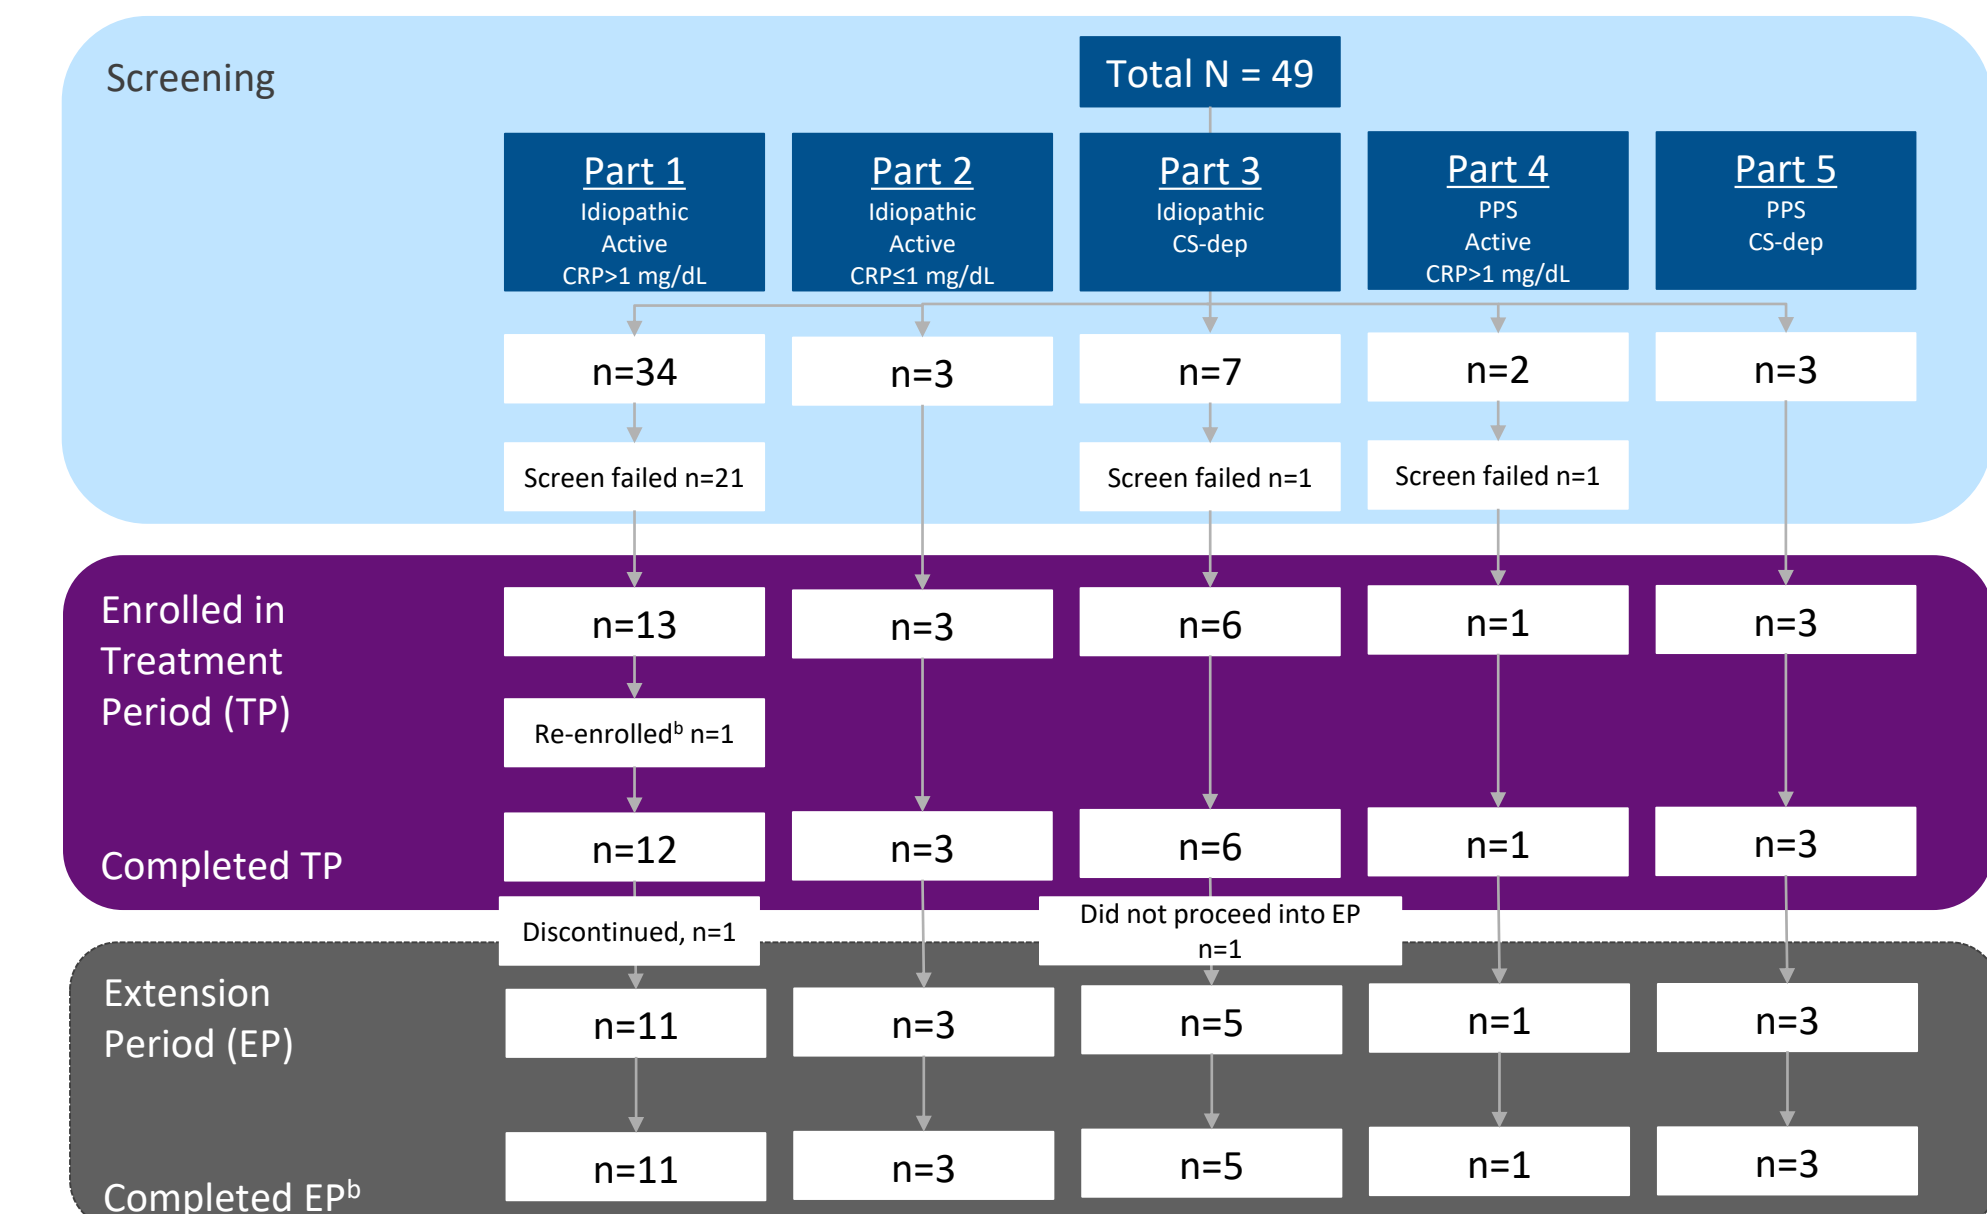 Screening
Total N = 49
Part 1
Idiopathic
Active
CRP>1 mg/dL
Part 2
Idiopathic
Active
CRP≤1 mg/dL
Part 3
Idiopathic
CS-dep
Part 4
PPS
Active
CRP>1 mg/dL
Part 5
PPS
CS-dep
n=34
n=3
n=7
n=2
n=3
Screen failed n=21
Screen failed n=1
Screen failed n=1
Enrolled in
Treatment
Period (TP)
n=13
n=3
n=6
n=1
n=3
Re-enrolledᵇ n=1
Completed TP
n=12
n=3
n=6
n=1
n=3
Discontinued, n=1
Did not proceed into EP
n=1
Extension
Period (EP)
n=11
n=3
n=5
n=1
n=3
Completed EPᵇ
n=11
n=3
n=5
n=1
n=3